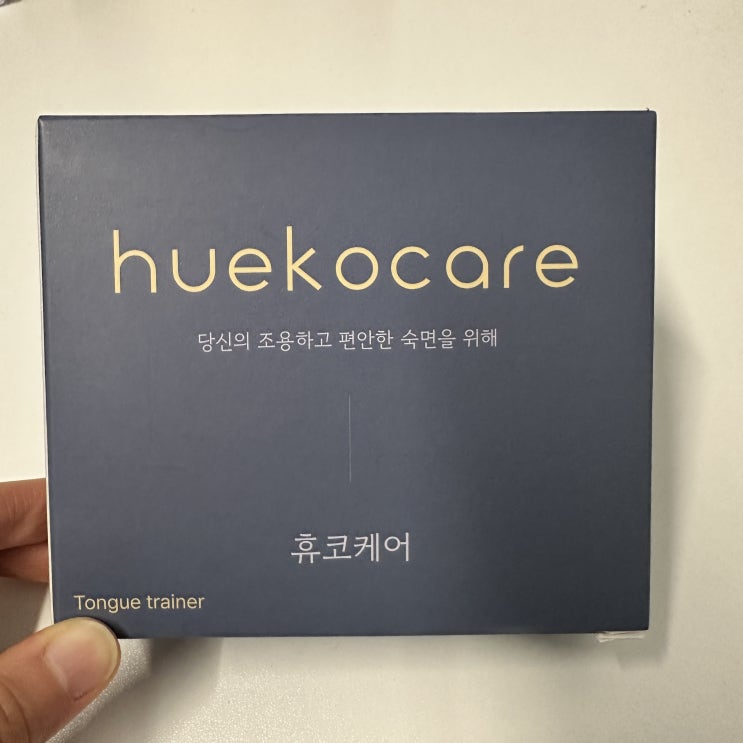 huekocare
당신의 조용하고 편안한 숙면을 위해
휴코케어
Tongue trainer